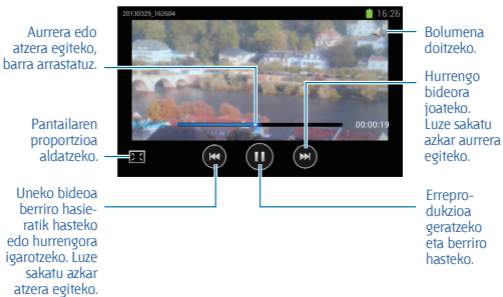 20130329_162604
16:26
Aurrera edo
atzera egiteko,
barra arrastatuz.
Bolumena
doitzeko.
Hurrengo
bideora
joateko.
Luze sakatu
azkar aurrera
egiteko.
00:00:19
Pantailaren
proportzioa
aldatzeko.
Uneko bideoa
berriro hasie-
ratik hasteko
edo hurrengora
igarotzeko. Luze
sakatu azkar
atzera egiteko.
Errepro-
dukzioa
geratzeko
eta berriro
hasteko.